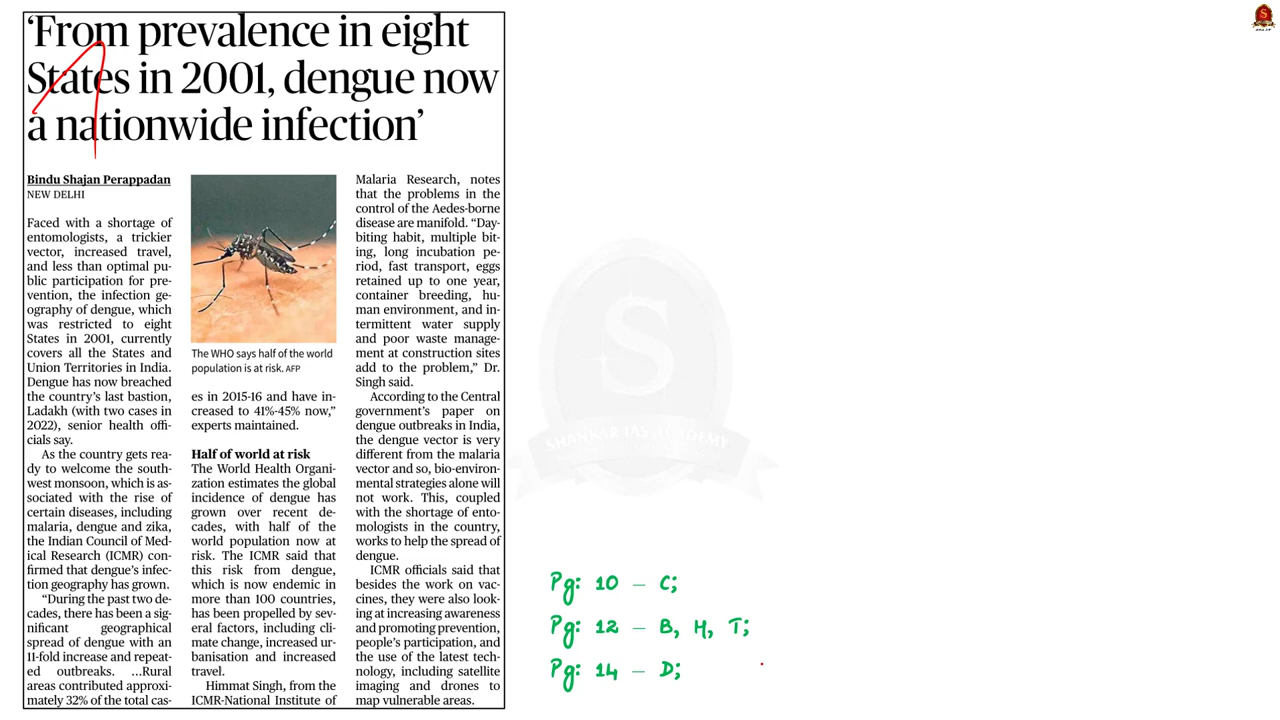 ‘From prevalence in eight
States in 2001, dengue now
a nationwide infection’
Bindu Shajan Perappadan
NEW DELHI
Faced with a shortage of
entomologists, a trickier
vector, increased travel,
and less than optimal pu-
blic participation for pre-
vention, the infection ge-
ography of dengue, which
was restricted to eight
States in 2001, currently
covers all the States and
Union Territories in India.
Dengue has now breached
the country’s last bastion,
Ladakh (with two cases in
2022), senior health offi-
cials say.
As the country gets rea-
dy to welcome the south-
west monsoon, which is as-
sociated with the rise of
certain diseases, including
malaria, dengue and zika,
the Indian Council of Med-
ical Research (ICMR) con-
firmed that dengue’s infec-
tion geography has grown.
“During the past two de-
cades, there has been a sig-
nificant geographical
spread of dengue with an
11-fold increase and repeat-
ed outbreaks. ...Rural
areas contributed approxi-
mately 32% of the total cas-
The WHO says half of the world
population is at risk. AFP
es in 2015-16 and have in-
creased to 41%-45% now,”
experts maintained.
Half of world at risk
The World Health Organi-
zation estimates the global
incidence of dengue has
grown over recent de-
cades, with half of the
world population now at
risk. The ICMR said that
this risk from dengue,
which is now endemic in
more than 100 countries,
has been propelled by sev-
eral factors, including cli-
mate change, increased ur-
banisation and increased
travel.
Himmat Singh, from the
ICMR-National Institute of
Malaria Research, notes
that the problems in the
control of the Aedes-borne
disease are manifold. “Day-
biting habit, multiple bit-
ing, long incubation pe-
riod, fast transport, eggs
retained up to one year,
container breeding, hu-
man environment, and in-
termittent water supply
and poor waste manage-
ment at construction sites
add to the problem,” Dr.
Singh said.
According to the Central
government’s paper on
dengue outbreaks in India,
the dengue vector is very
different from the malaria
vector and so, bio-environ-
mental strategies alone will
not work. This, coupled
with the shortage of ento-
mologists in the country,
works to help the spread of
dengue.
ICMR officials said that
besides the work on vac-
cines, they were also look-
ing at increasing awareness
and promoting prevention,
people’s participation, and
the use of the latest tech-
nology, including satellite
imaging and drones to
map vulnerable areas.
S
SHANKAR IAS ACADEMY
Pg: 10 – C;
Pg: 12 – B, H, T;
Pg: 14 – D;